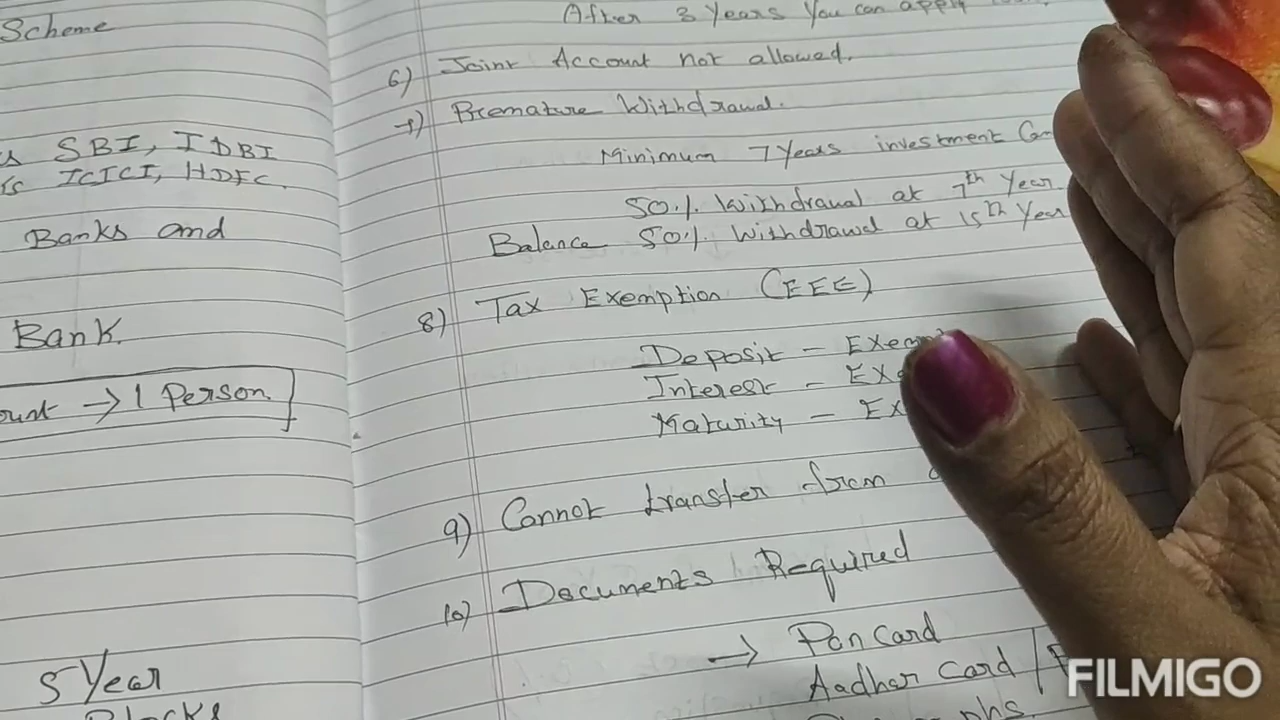 Scheme
SBI, IDBI
ICICI, HDFC.
Banks and
Bank.
→ 1 Person
5 Year
Blocks
After 3 Years You can apply
6) Joint Account not allowed.
7) Premature Withdrawal.
Minimum 7 Years investment
50% Withdrawal at 7th Year
Balance 50% Withdrawal at 15th Year
8) Tax Exemption (EEE)
Deposit - Exempt
Interest - Ex
Maturity - Ex
9) Cannot transfer from
10) Documents Required
→ Pan Card
Aadhar Card /
FILMIGO